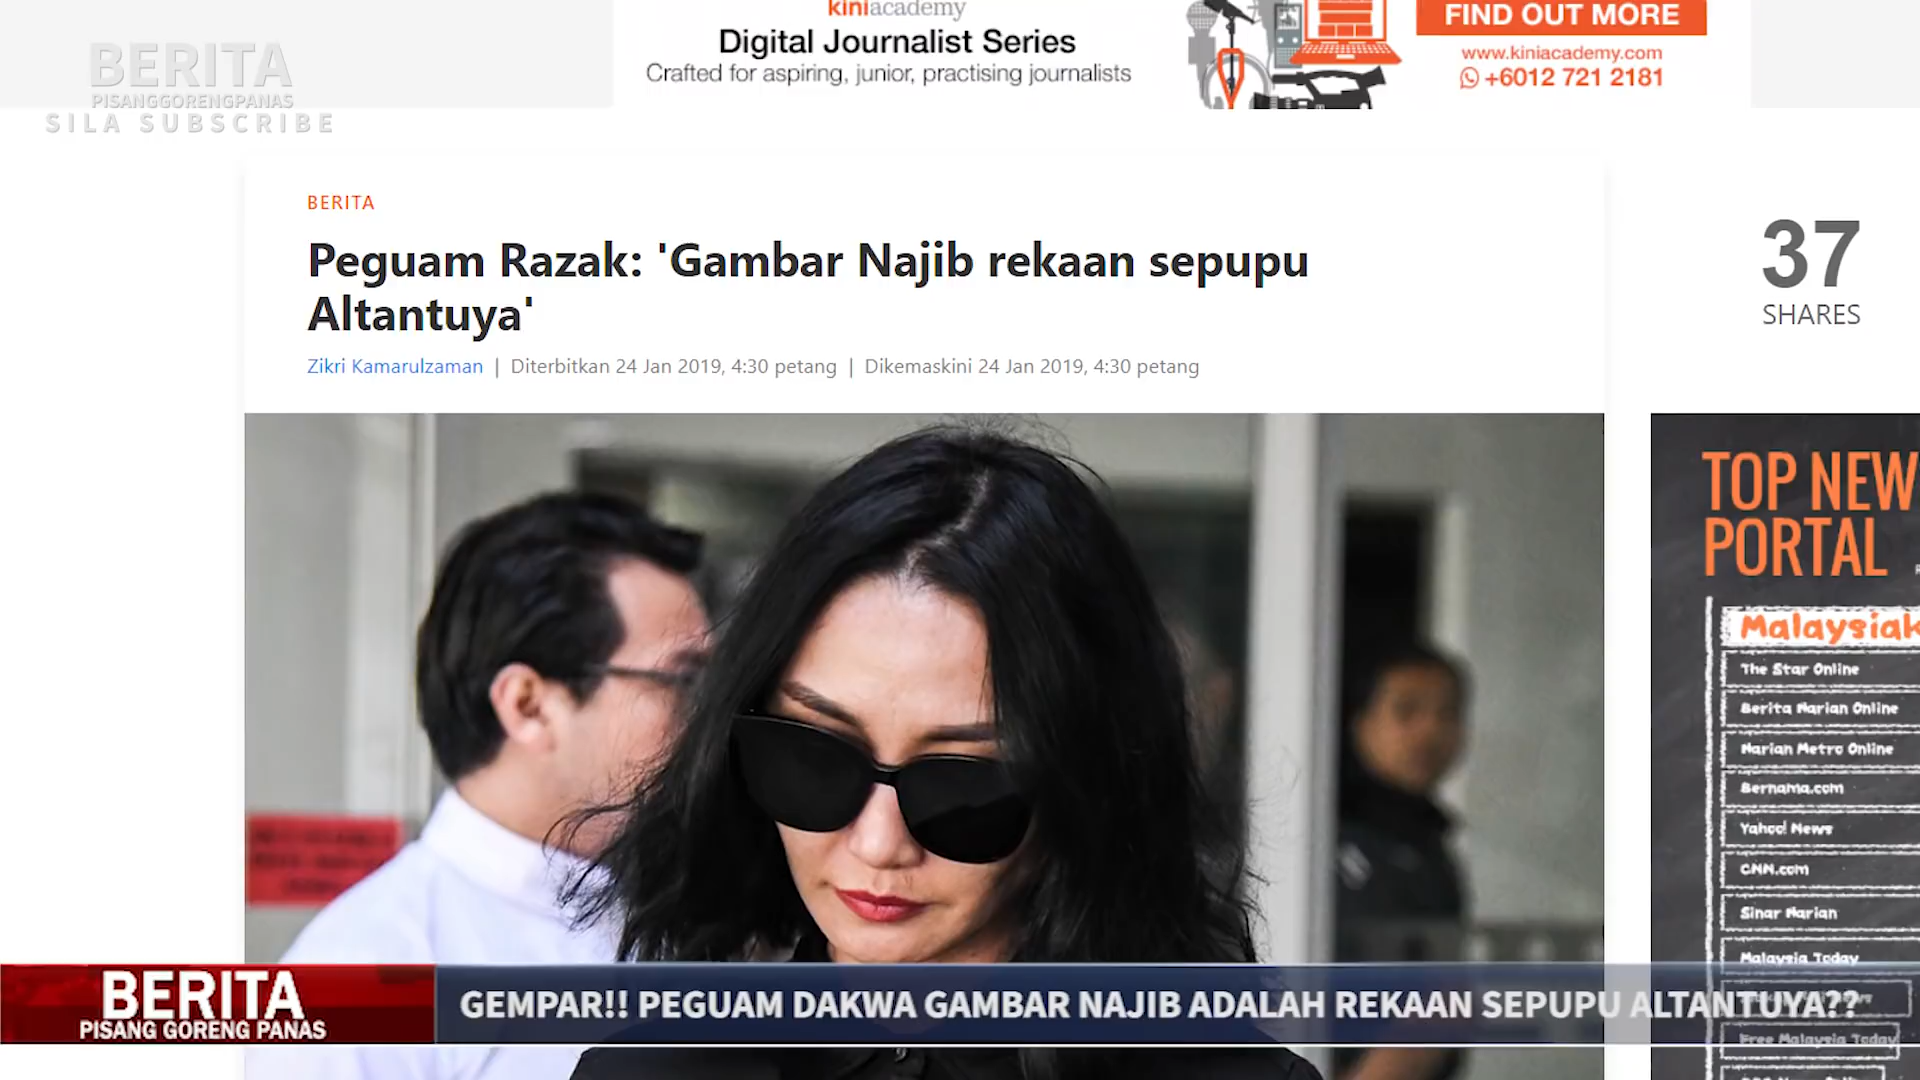 kiniacademy
Digital Journalist Series
Crafted for aspiring, junior, practising journalists
FIND OUT MORE
www.kiniacademy.com
+6012 721 2181
BERITA
PISANGGORENGPANAS
SILA SUBSCRIBE
BERITA
Peguam Razak: 'Gambar Najib rekaan sepupu
Altantuya'
Zikri Kamarulzaman | Diterbitkan 24 Jan 2019, 4:30 petang | Dikemaskini 24 Jan 2019, 4:30 petang
37
SHARES
TOP NEW
PORTAL
Malaysiak
The Star Online
Berita Harian Online
Harian Metro Online
Bernama.com
Yahoo! News
CNN.com
Sinar Harian
Malaysia Today
Free Malaysia Today
BERITA
PISANG GORENG PANAS
GEMPAR!! PEGUAM DAKWA GAMBAR NAJIB ADALAH REKAAN SEPUPU ALTANTUYA??